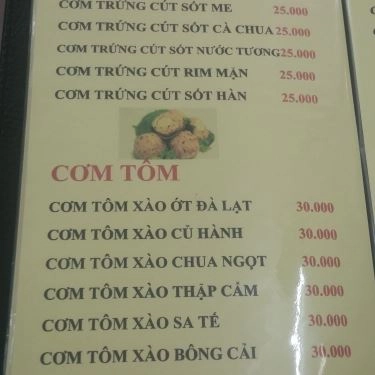 CƠM TRỨNG CÚT SỐT ME 25.000
CƠM TRỨNG CÚT SỐT CÀ CHUA 25.000
CƠM TRỨNG CÚT SỐT NƯỚC TƯƠNG 25.000
CƠM TRỨNG CÚT RIM MẶN 25.000
CƠM TRỨNG CÚT SỐT HÀN 25.000
CƠM TÔM
CƠM TÔM XÀO ỚT ĐÀ LẠT 30.000
CƠM TÔM XÀO CỦ HÀNH 30.000
CƠM TÔM XÀO CHUA NGỌT 30.000
CƠM TÔM XÀO THẬP CẨM 30.000
CƠM TÔM XÀO SA TẾ 30.000
CƠM TÔM XÀO BÔNG CẢI 30.000